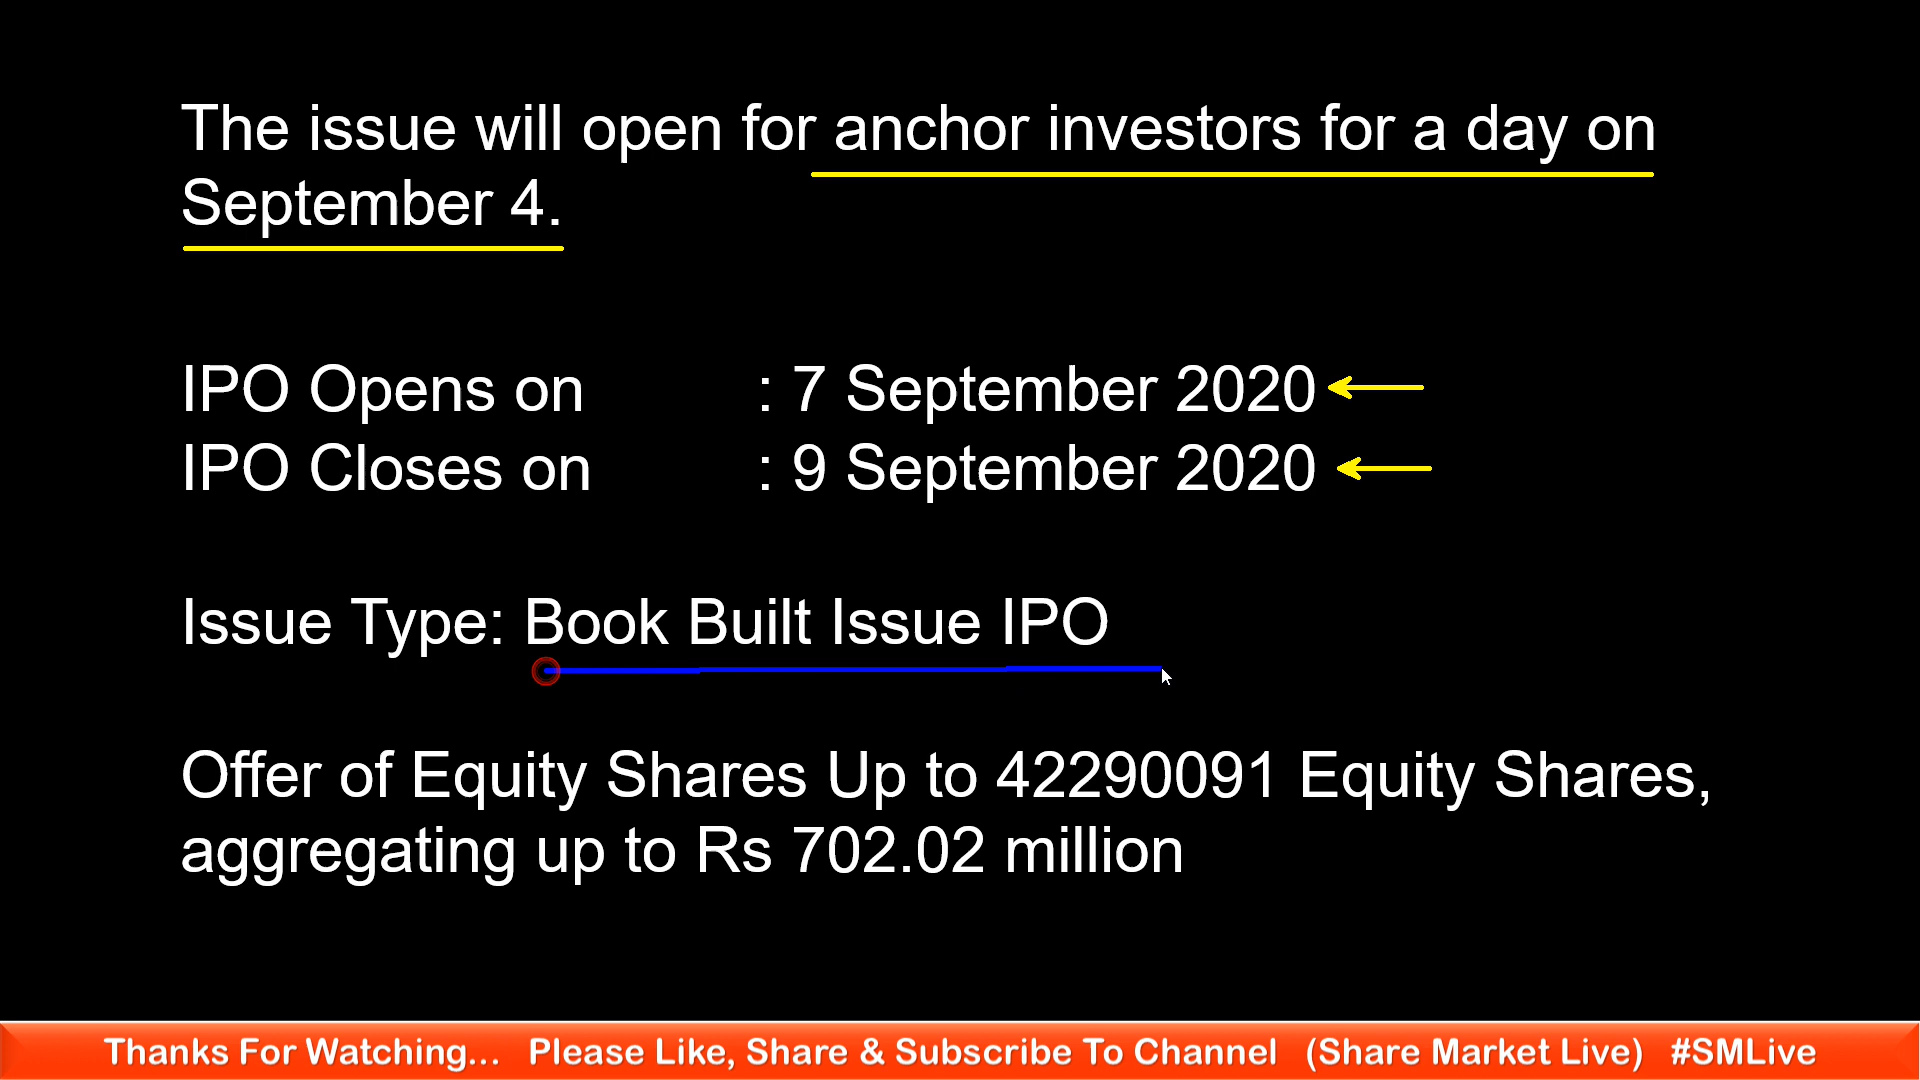 The issue will open for anchor investors for a day on
September 4.
IPO Opens on : 7 September 2020
IPO Closes on : 9 September 2020
Issue Type: Book Built Issue IPO
Offer of Equity Shares Up to 42290091 Equity Shares,
aggregating up to Rs 702.02 million
Thanks For Watching... Please Like, Share & Subscribe To Channel (Share Market Live) #SMLive